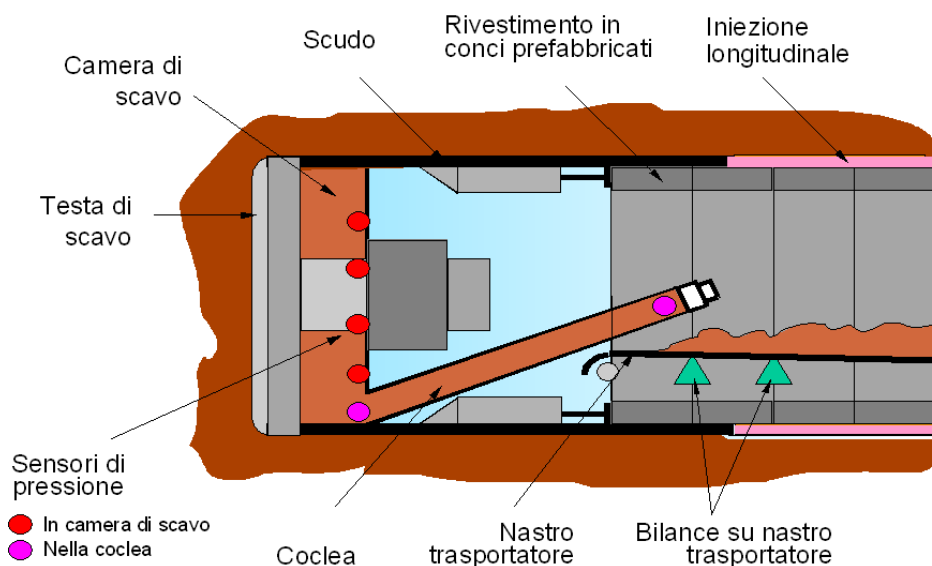 Scudo
Rivestimento in
conci prefabbricati
Iniezione
longitudinale
Camera di
scavo
Testa di
scavo
Sensori di
pressione
In camera di scavo
Nella coclea
Coclea
Nastro
trasportatore
Bilance su nastro
trasportatore